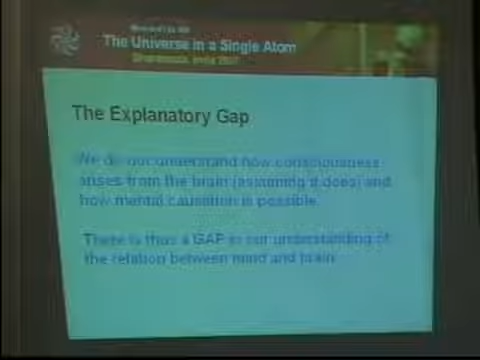 The Universe in a Single Atom
The Explanatory Gap
We do not understand how consciousness
arises from the brain (assuming it does) and
how mental causation is possible.
There is thus a GAP in our understanding of
the relation between mind and brain.